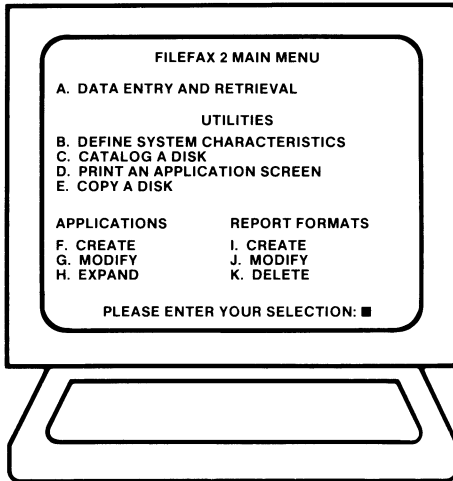 FILEFAX 2 MAIN MENU
A. DATA ENTRY AND RETRIEVAL
UTILITIES
B. DEFINE SYSTEM CHARACTERISTICS
C. CATALOG A DISK
D. PRINT AN APPLICATION SCREEN
E. COPY A DISK
APPLICATIONS
F. CREATE
G. MODIFY
H. EXPAND
REPORT FORMATS
I. CREATE
J. MODIFY
K. DELETE
PLEASE ENTER YOUR SELECTION: ■